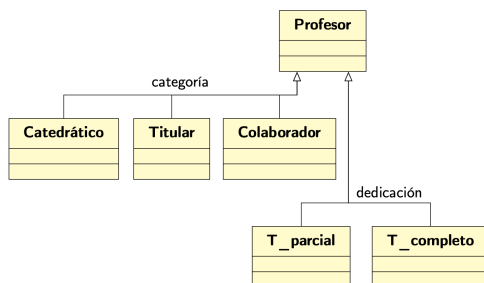 Profesor
categoría
Catedrático Titular Colaborador
dedicación
T_parcial T_completo